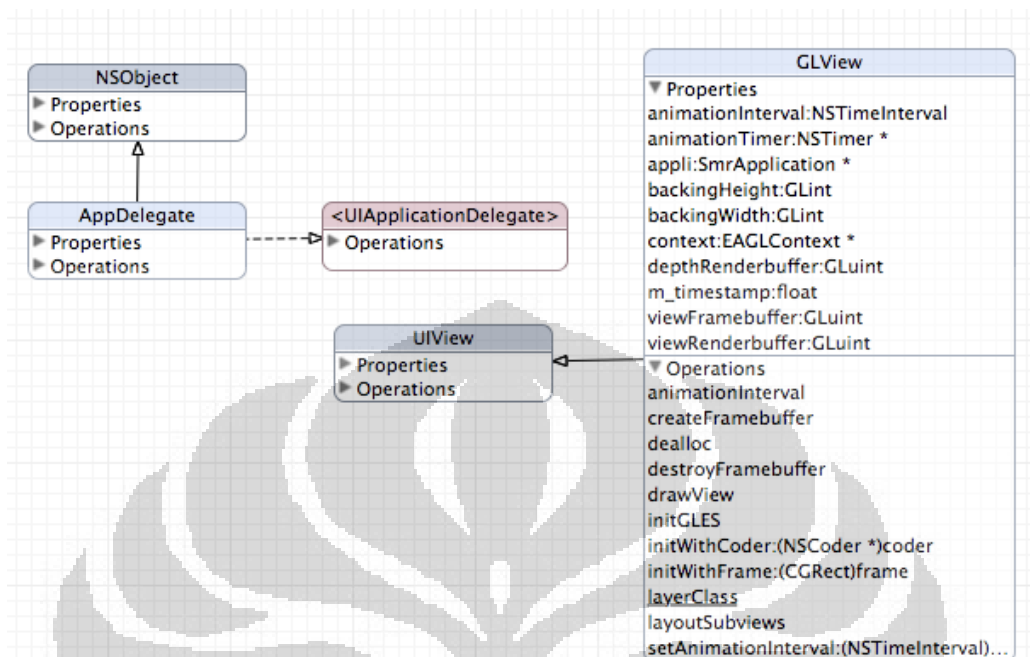 NSObject
Properties
Operations
AppDelegate
Properties
Operations
<UIApplicationDelegate>
Operations
UIView
Properties
Operations
GLView
Properties
animationInterval:NSTimeInterval
animationTimer:NSTimer *
appli:SmrApplication *
backingHeight:GLint
backingWidth:GLint
context:EAGLContext *
depthRenderbuffer:GLuint
m_timestamp:float
viewFramebuffer:GLuint
viewRenderbuffer:GLuint
Operations
animationInterval
createFramebuffer
dealloc
destroyFramebuffer
drawView
initGLES
initWithCoder:(NSCoder *)coder
initWithFrame:(CGRect)frame
layerClass
layoutSubviews
setAnimationInterval:(NSTimeInterval)...